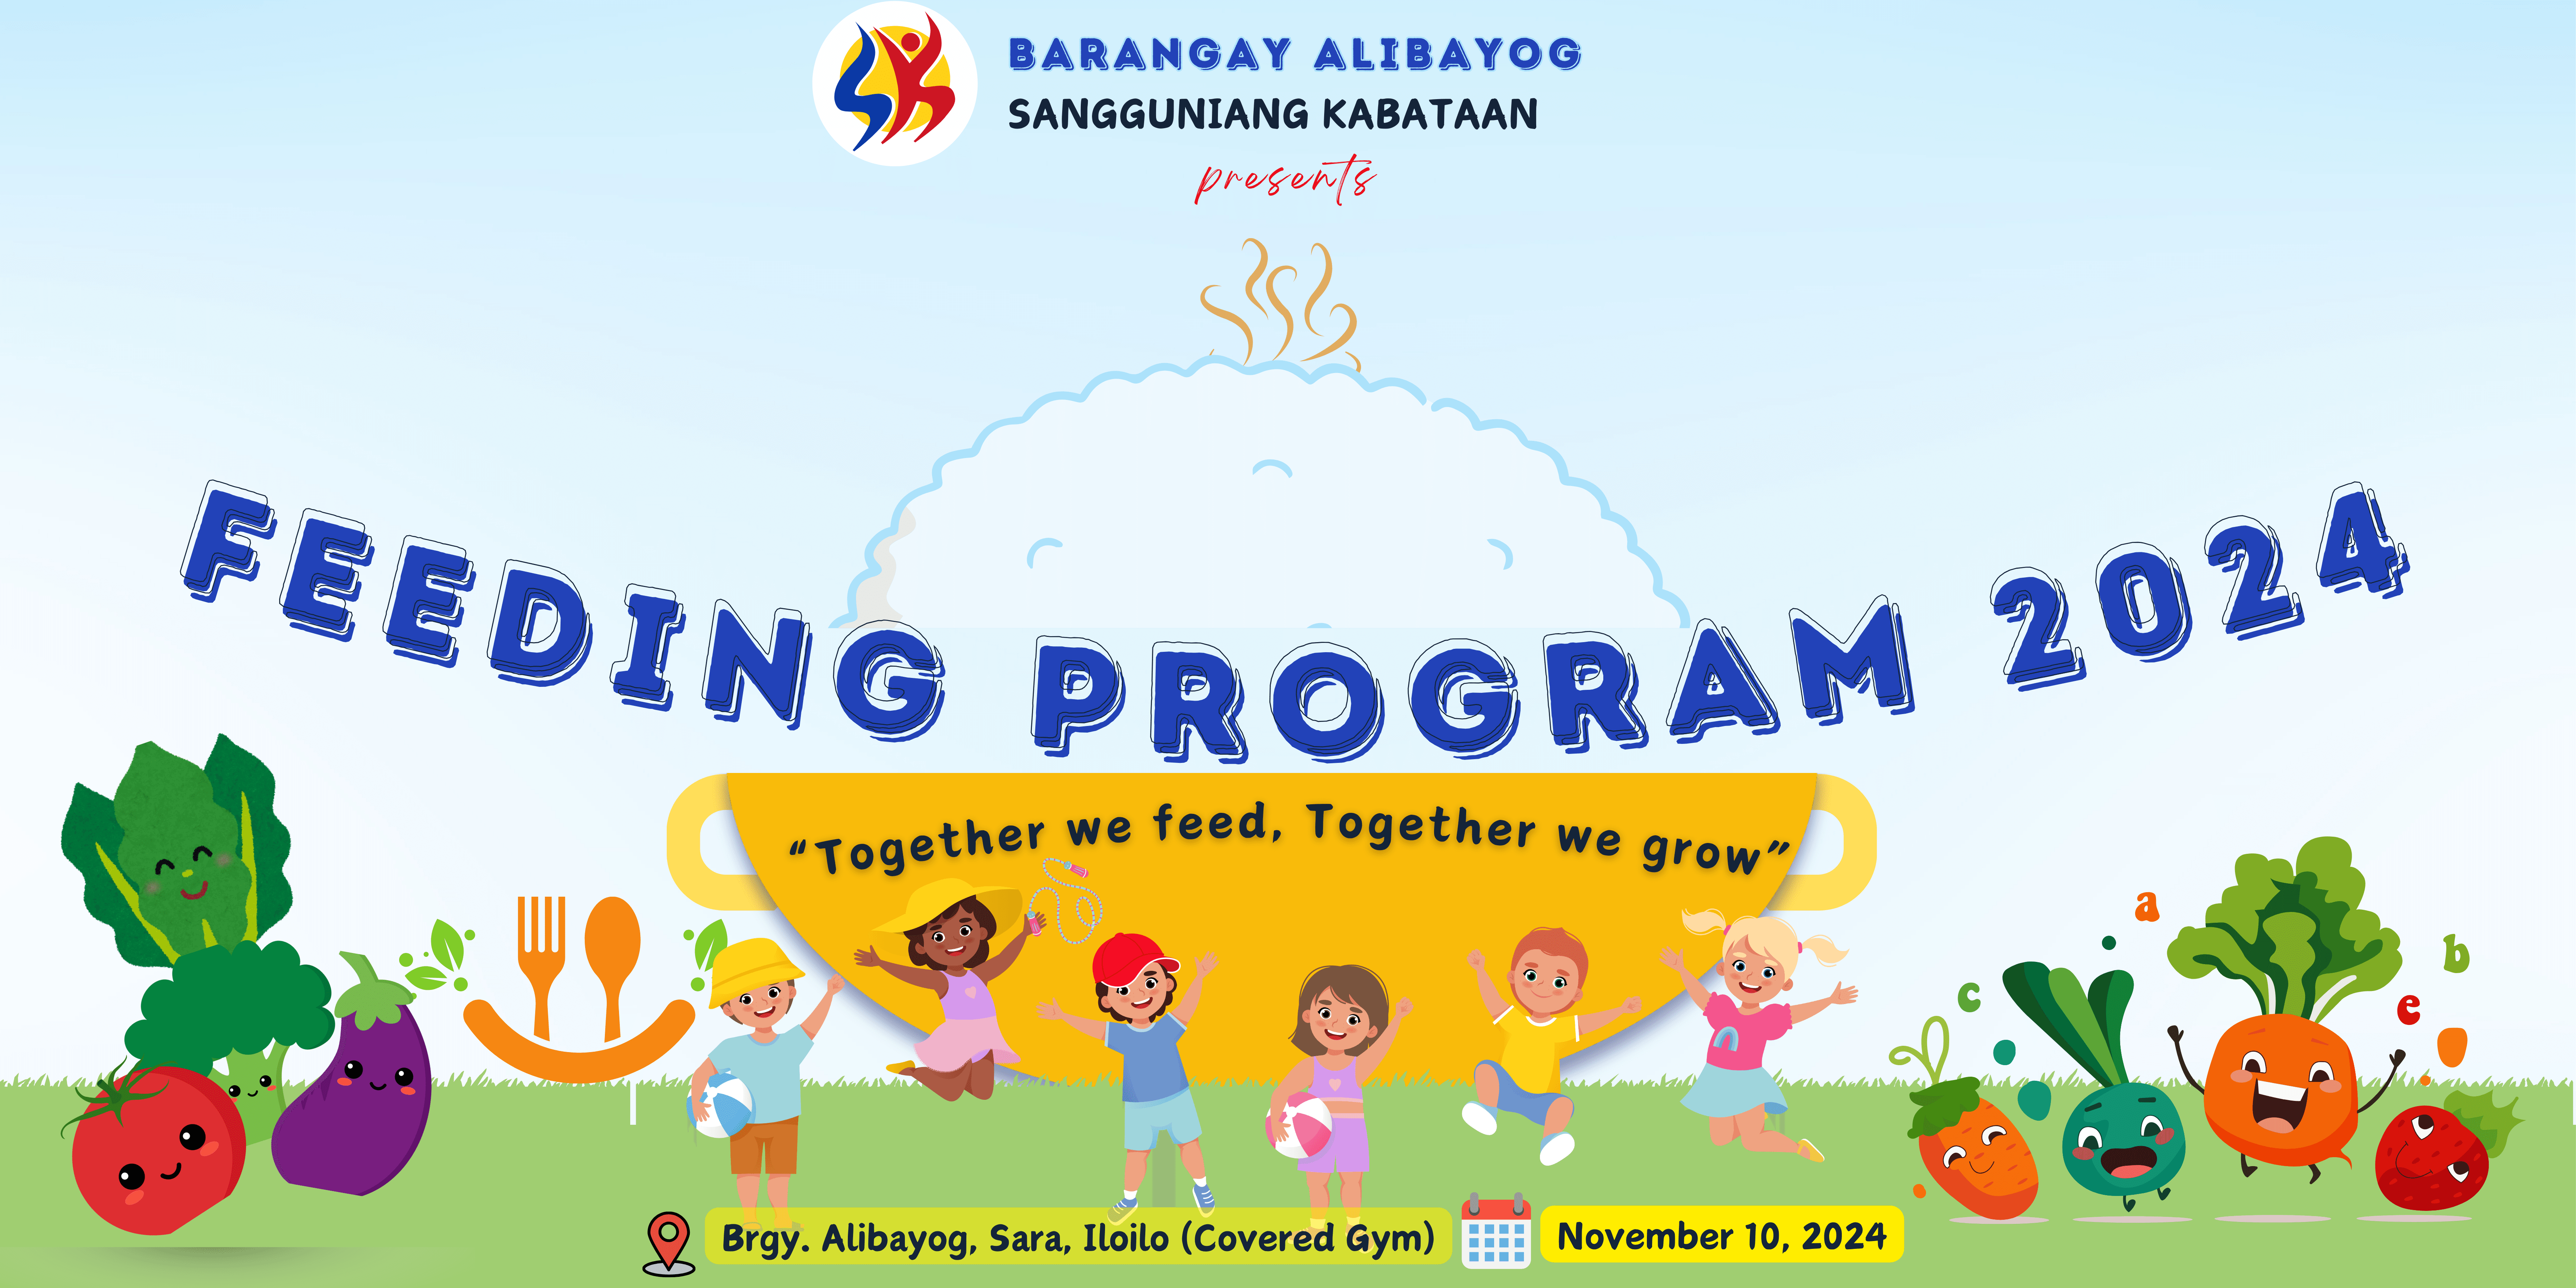 BARANGAY ALIBAYOG
SANGGUNIANG KABATAAN
presents
FEEDING PROGRAM 2024
“Together we feed, Together we grow”
a
b
c
e
Brgy. Alibayog, Sara, Iloilo (Covered Gym)
November 10, 2024